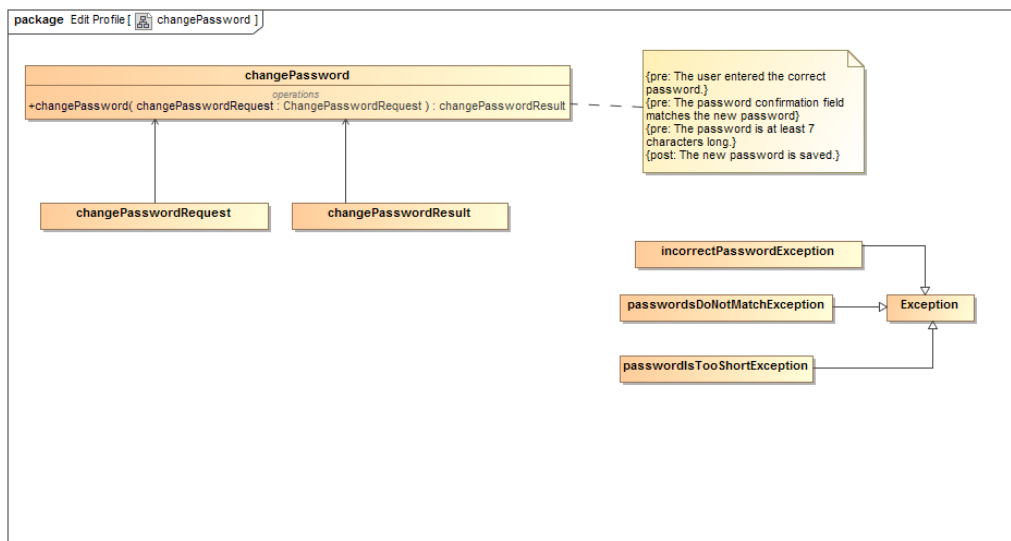 package Edit Profile [ changePassword ]
changePassword
operations
+changePassword( changePasswordRequest : ChangePasswordRequest ) : changePasswordResult
{pre: The user entered the correct
password.}
{pre: The password confirmation field
matches the new password}
{pre: The password is at least 7
characters long.}
{post: The new password is saved.}
changePasswordRequest
changePasswordResult
incorrectPasswordException
passwordsDoNotMatchException
Exception
passwordIsTooShortException